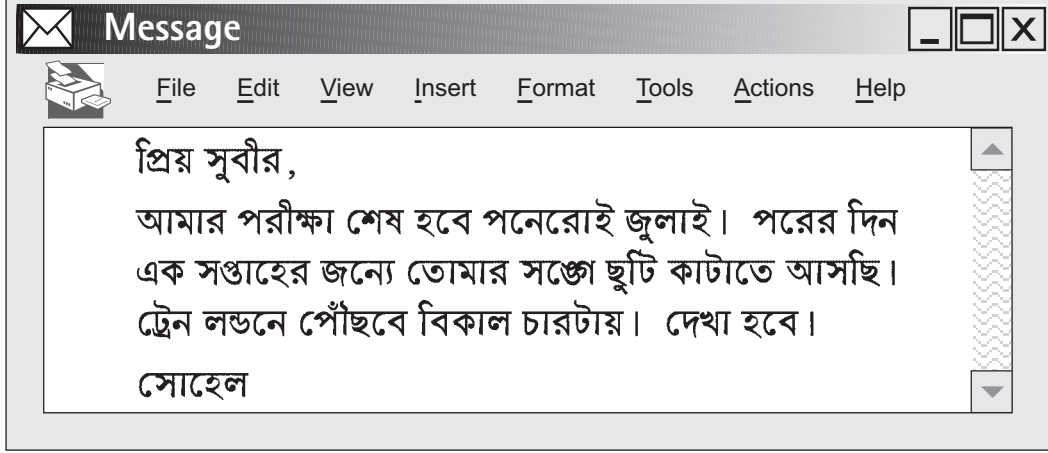 Message
File Edit View Insert Format Tools Actions Help
প্রিয় সুবীর,
আমার পরীক্ষা শেষ হবে পনেরোই জুলাই। পরের দিন
এক সপ্তাহের জন্যে তোমার সঙ্গে ছুটি কাটাতে আসছি।
ট্রেন লন্ডনে পৌঁছবে বিকাল চারটায়। দেখা হবে।
সোহেল